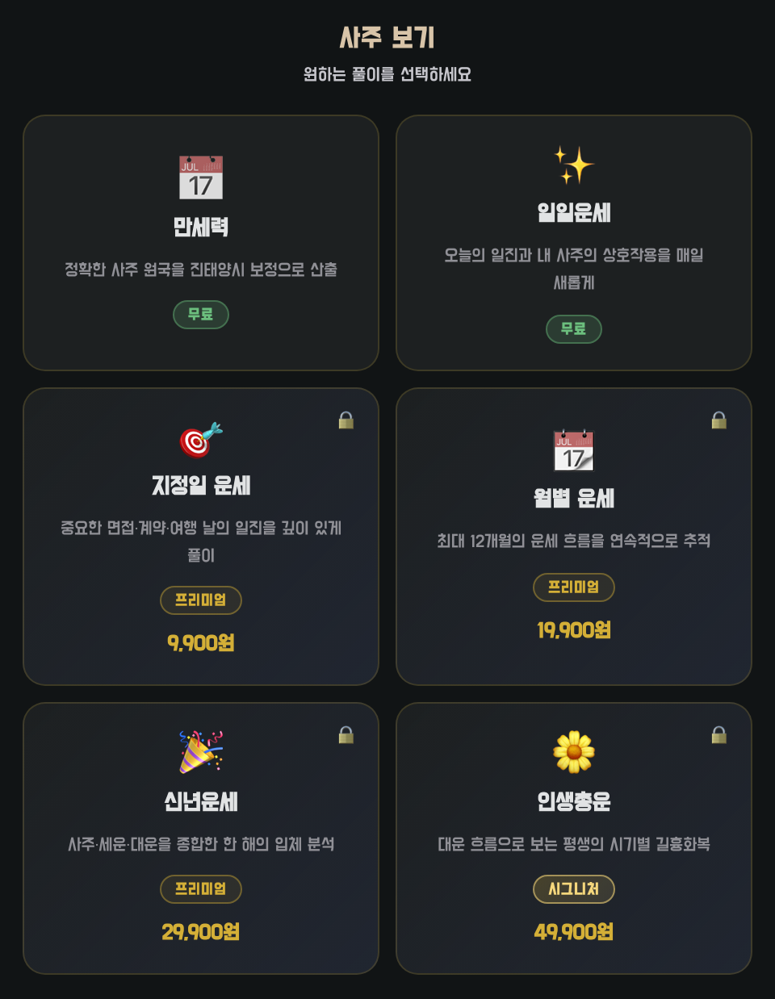 사주 보기
원하는 풀이를 선택하세요
JUL
17
만세력
정확한 사주 원국을 진태양시 보정으로 산출
무료
일일운세
오늘의 일진과 내 사주의 상호작용을 매일
새롭게
무료
지정일 운세
중요한 면접·계약·여행 날의 일진을 깊이 있게
풀이
프리미엄
9,900원
JUL
17
월별 운세
최대 12개월의 운세 흐름을 연속적으로 추적
프리미엄
19,900원
신년운세
사주·세운·대운을 종합한 한 해의 입체 분석
프리미엄
29,900원
인생총운
대운 흐름으로 보는 평생의 시기별 길흉화복
시그니처
49,900원